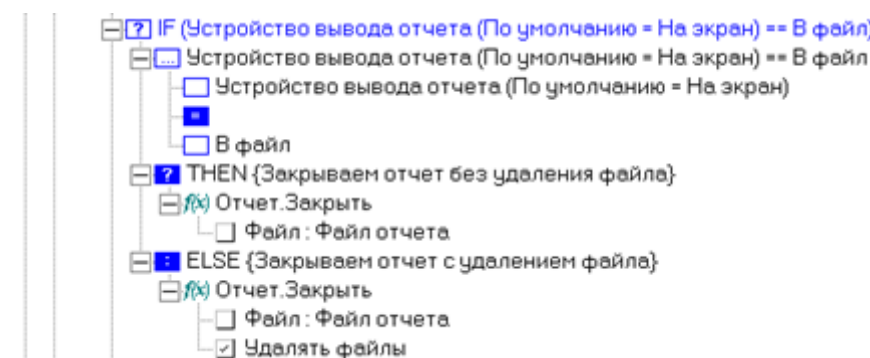 ? IF (Устройство вывода отчета (По умолчанию = На экран) == В файл)
... Устройство вывода отчета (По умолчанию = На экран) == В файл
Устройство вывода отчета (По умолчанию = На экран)
=
В файл
? THEN {Закрываем отчет без удаления файла}
f(x) Отчет.Закрыть
Файл : Файл отчета
: ELSE {Закрываем отчет с удалением файла}
f(x) Отчет.Закрыть
Файл : Файл отчета
Удалять файлы